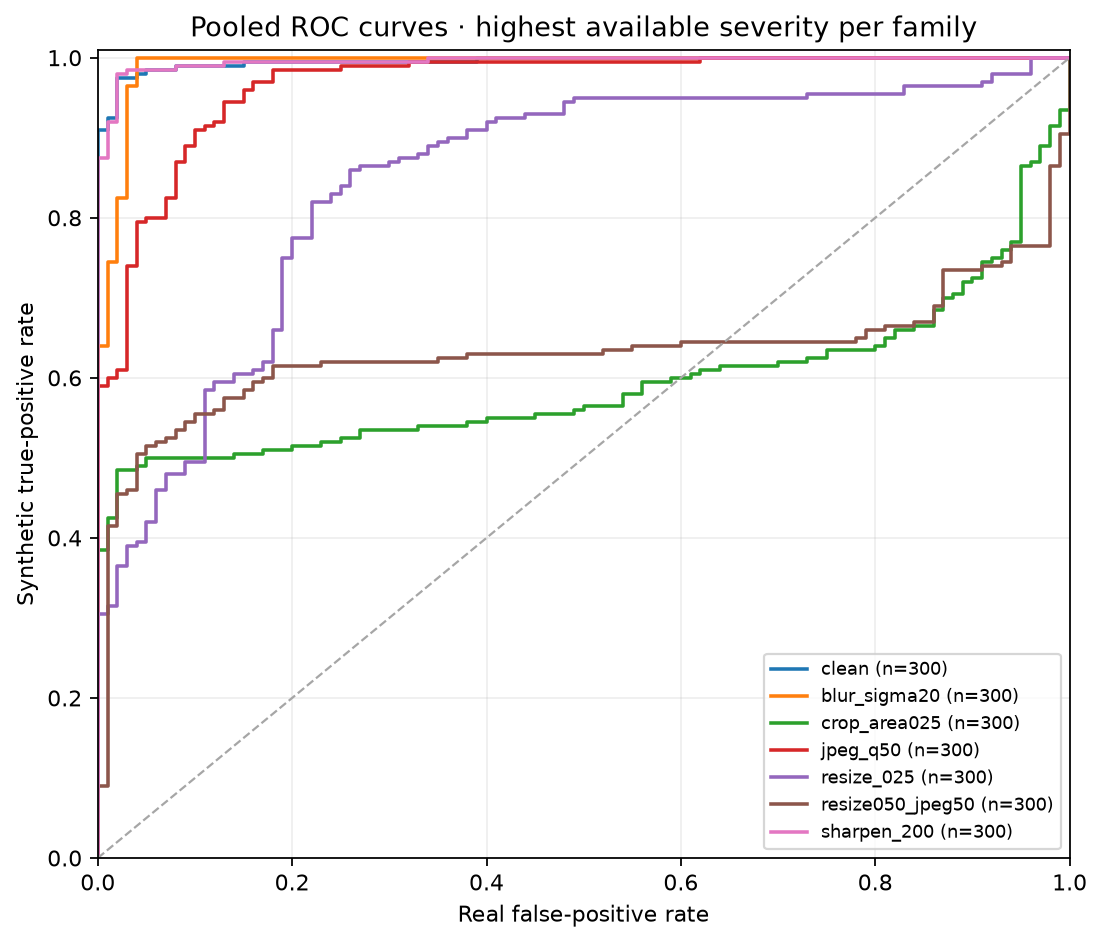 Pooled ROC curves · highest available severity per family
1.0
0.8
0.6
0.4
0.2
0.0
Synthetic true-positive rate
0.0 0.2 0.4 0.6 0.8 1.0
Real false-positive rate
clean (n=300)
blur_sigma20 (n=300)
crop_area025 (n=300)
jpeg_q50 (n=300)
resize_025 (n=300)
resize050_jpeg50 (n=300)
sharpen_200 (n=300)